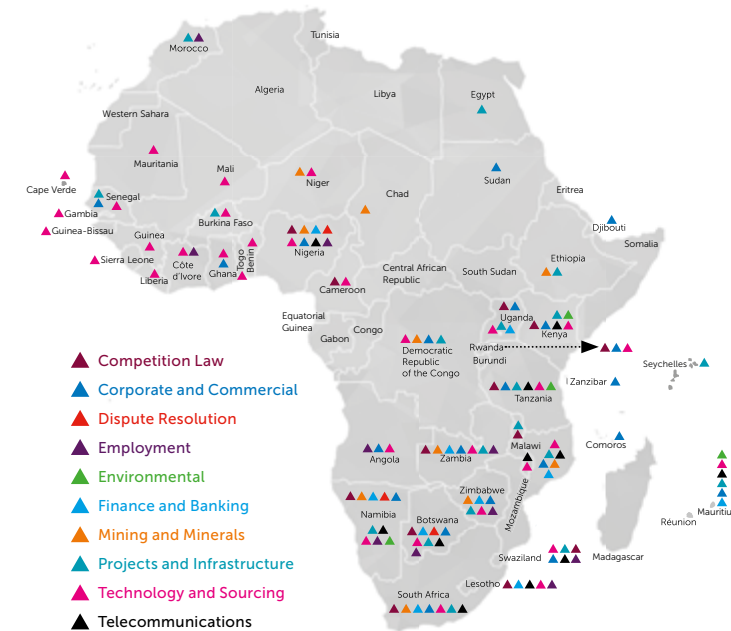 Tunisia
Morocco
Algeria
Libya
Egypt
Western Sahara
Mauritania
Mali
Niger
Chad
Sudan
Eritrea
Cape Verde
Senegal
Gambia
Guinea-Bissau
Burkina Faso
Djibouti
Somalia
Guinea
Sierra Leone
Liberia
Côte
d'Ivore
Ghana
Togo
Benin
Nigeria
Cameroon
Central African
Republic
South Sudan
Ethiopia
Equatorial
Guinea
Gabon
Congo
Democratic
Republic
of the Congo
Uganda
Kenya
Rwanda
Burundi
Seychelles
Zanzibar
Tanzania
Comoros
Angola
Zambia
Malawi
Mozambique
Zimbabwe
Namibia
Botswana
Mauritiu
Réunion
Madagascar
Swaziland
Lesotho
South Africa
Competition Law
Corporate and Commercial
Dispute Resolution
Employment
Environmental
Finance and Banking
Mining and Minerals
Projects and Infrastructure
Technology and Sourcing
Telecommunications